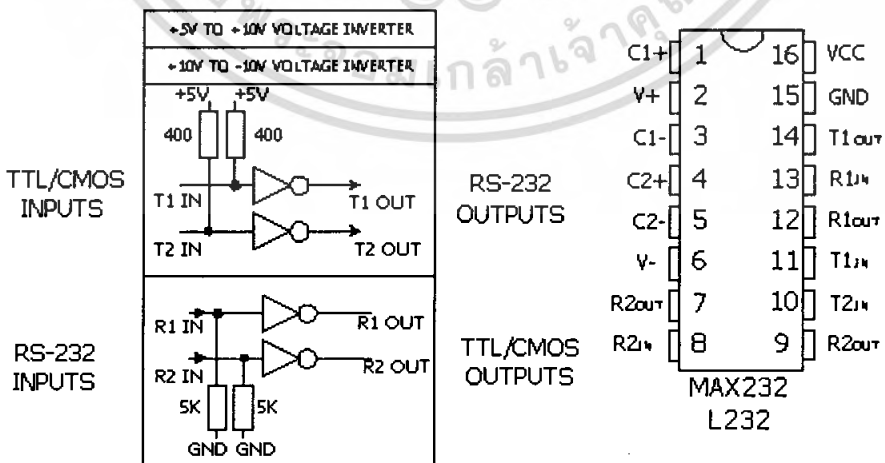 +5V TO +10V VOLTAGE INVERTER
+10V TO -10V VOLTAGE INVERTER
+5V +5V
400 400
TTL/CMOS
INPUTS
T1 IN T1 OUT
T2 IN T2 OUT
RS-232
OUTPUTS
R1 IN R1 OUT
R2 IN R2 OUT
RS-232
INPUTS
5K 5K
GND GND
TTL/CMOS
OUTPUTS
C1+ 1 16 VCC
V+ 2 15 GND
C1- 3 14 T1OUT
C2+ 4 13 R1IN
C2- 5 12 R1OUT
V- 6 11 T1IN
R2OUT 7 10 T2IN
R2IN 8 9 R2OUT
MAX232
L232